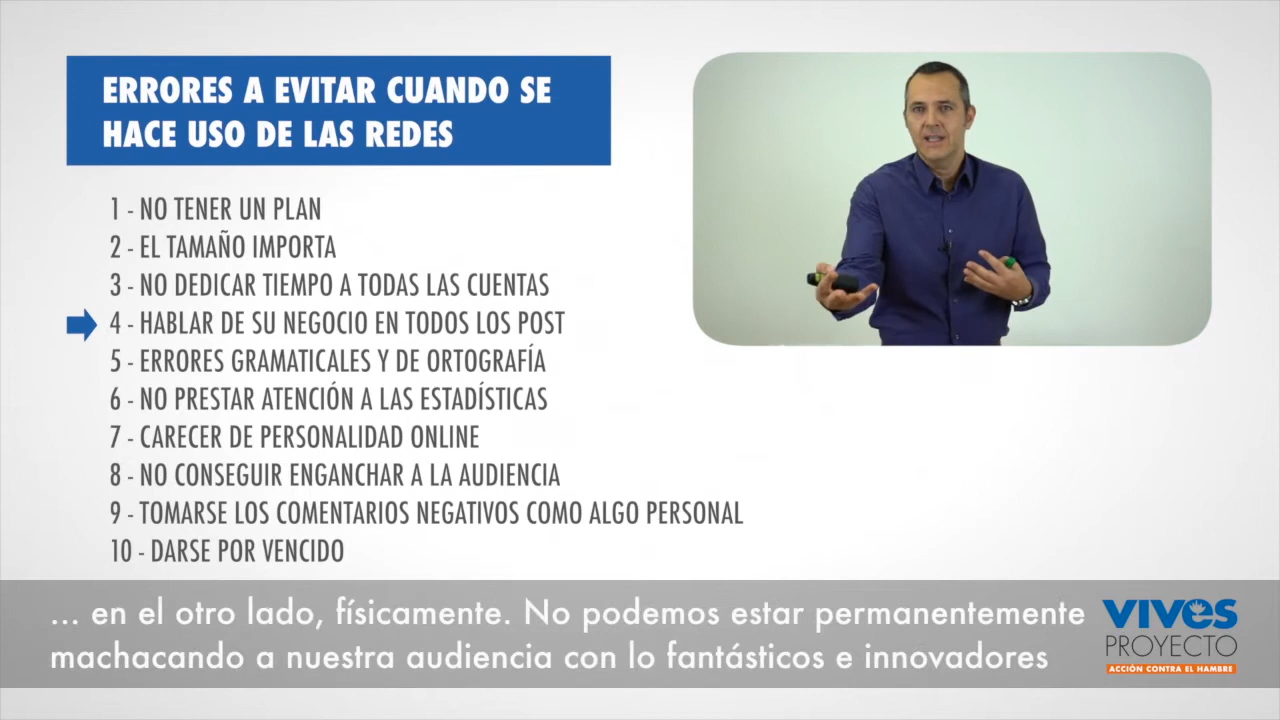 ERRORES A EVITAR CUANDO SE
HACE USO DE LAS REDES
1 - NO TENER UN PLAN
2 - EL TAMAÑO IMPORTA
3 - NO DEDICAR TIEMPO A TODAS LAS CUENTAS
4 - HABLAR DE SU NEGOCIO EN TODOS LOS POST
5 - ERRORES GRAMATICALES Y DE ORTOGRAFÍA
6 - NO PRESTAR ATENCIÓN A LAS ESTADÍSTICAS
7 - CARECER DE PERSONALIDAD ONLINE
8 - NO CONSEGUIR ENGANCHAR A LA AUDIENCIA
9 - TOMARSE LOS COMENTARIOS NEGATIVOS COMO ALGO PERSONAL
10 - DARSE POR VENCIDO
... en el otro lado, físicamente. No podemos estar permanentemente
machacando a nuestra audiencia con lo fantásticos e innovadores
VIVES
PROYECTO
ACCIÓN CONTRA EL HAMBRE